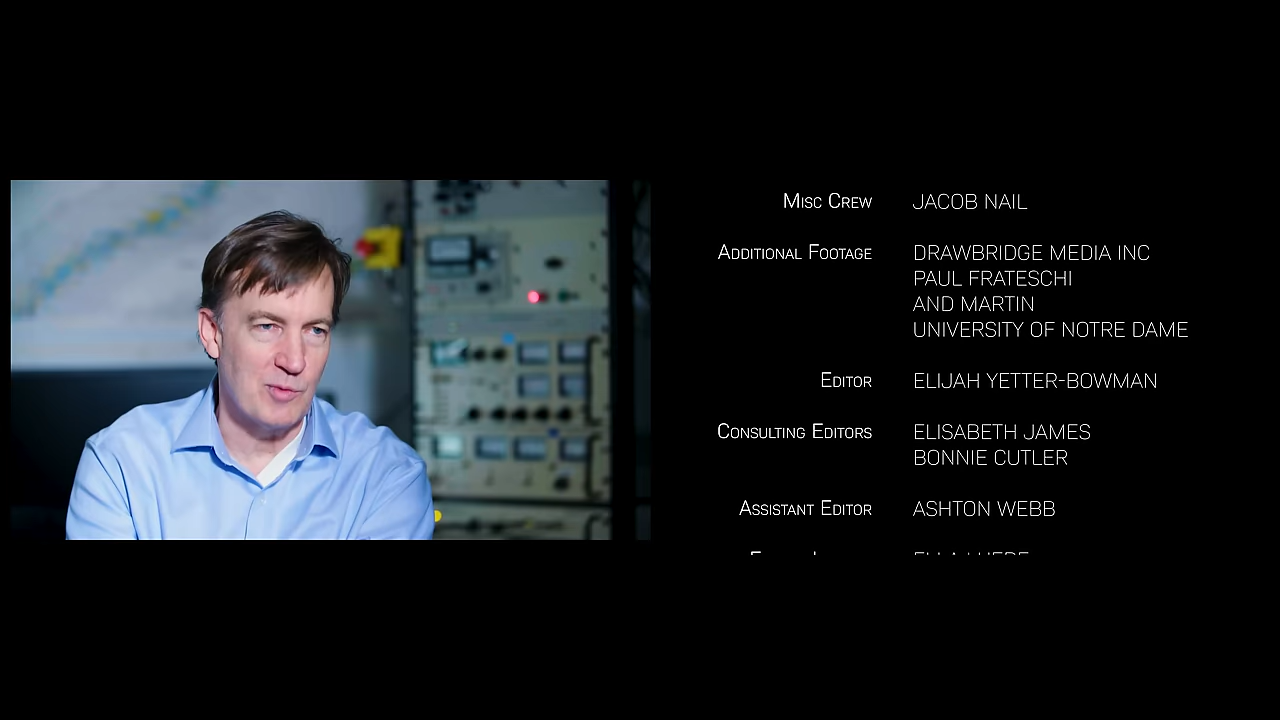 Misc Crew JACOB NAIL
Additional Footage DRAWBRIDGE MEDIA INC
PAUL FRATESCHI
AND MARTIN
UNIVERSITY OF NOTRE DAME
Editor ELIJAH YETTER-BOWMAN
Consulting Editors ELISABETH JAMES
BONNIE CUTLER
Assistant Editor ASHTON WEBB